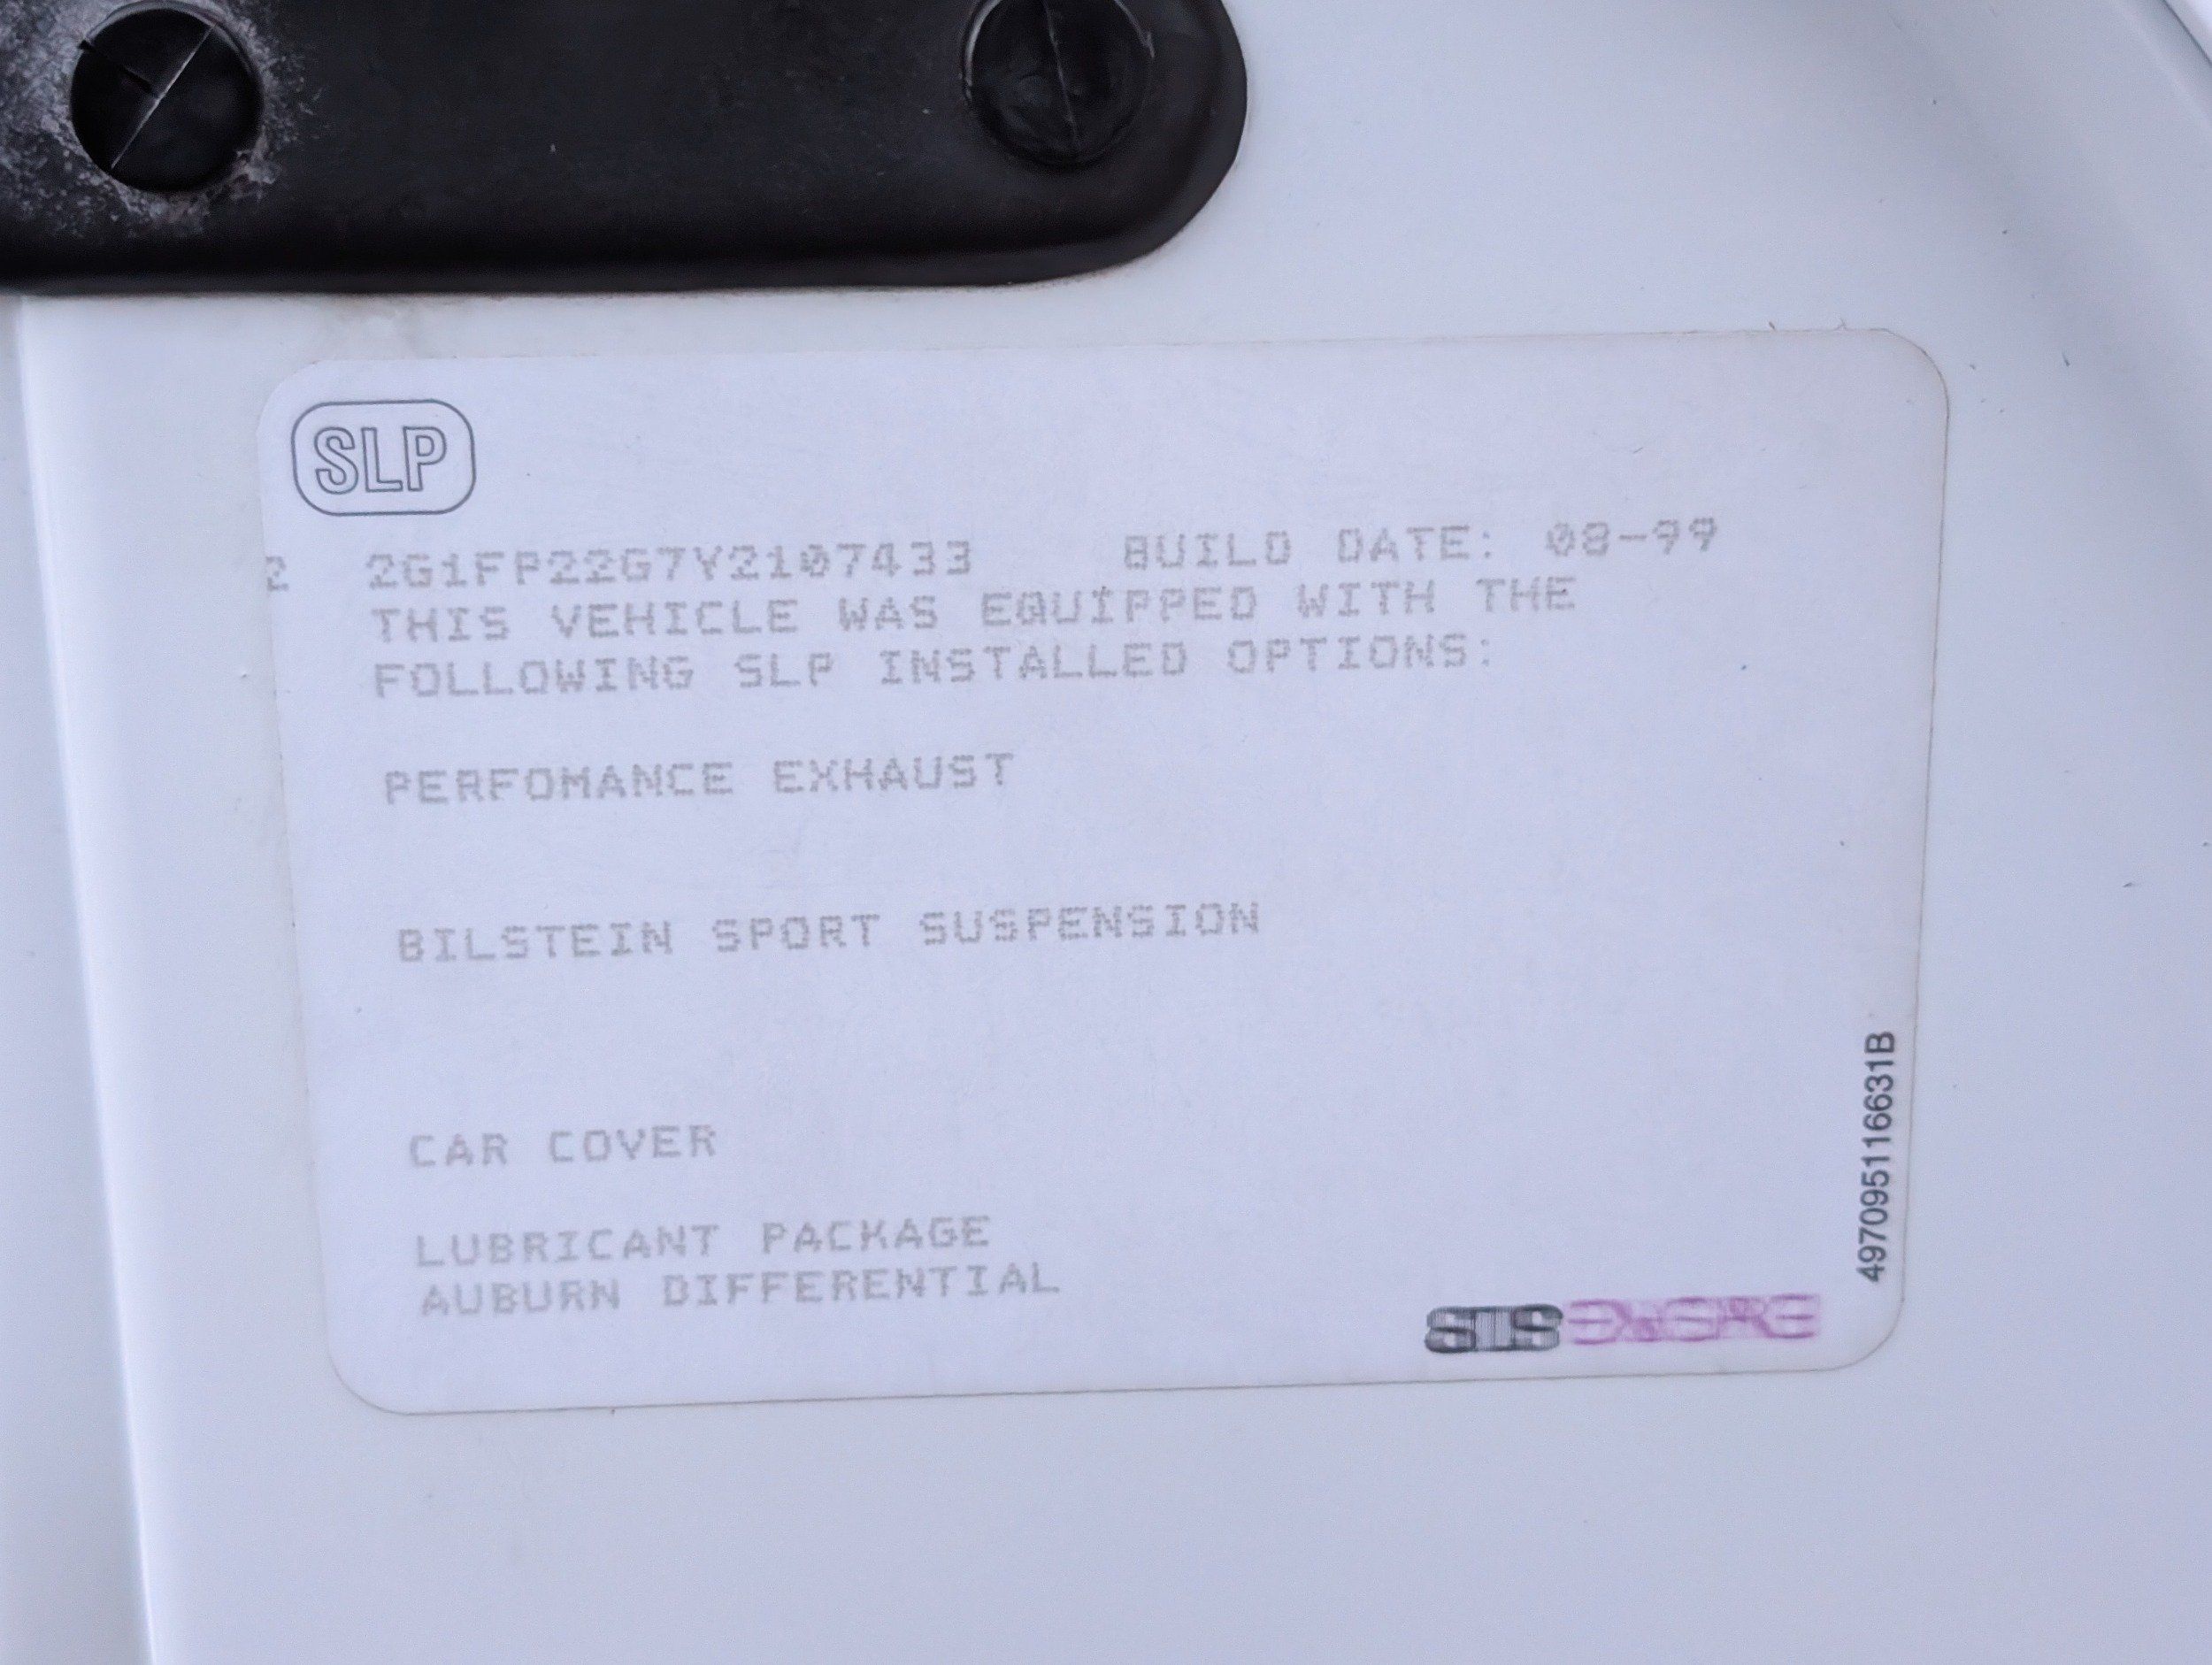 SLP
2 2G1FP22G7Y2107433 BUILD DATE: 08-99
THIS VEHICLE WAS EQUIPPED WITH THE
FOLLOWING SLP INSTALLED OPTIONS:
PERFOMANCE EXHAUST
BILSTEIN SPORT SUSPENSION
CAR COVER
LUBRICANT PACKAGE
AUBURN DIFFERENTIAL
497095116631B